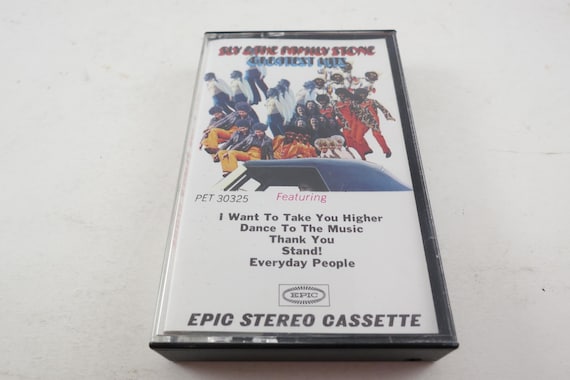 SLY & THE FAMILY STONE
GREATEST HITS
PET 30325 Featuring
I Want To Take You Higher
Dance To The Music
Thank You
Stand!
Everyday People
EPIC
EPIC STEREO CASSETTE